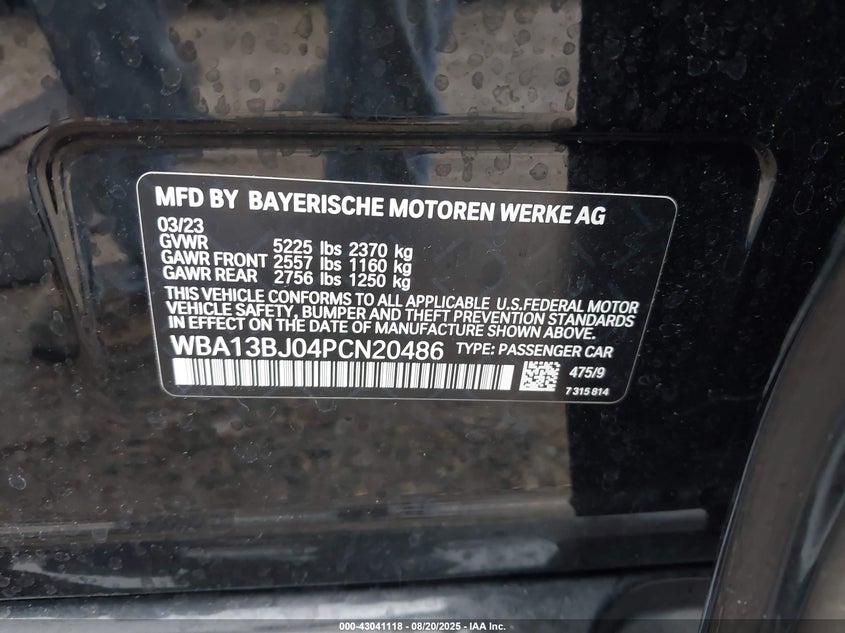 MFD BY BAYERISCHE MOTOREN WERKE AG
03/23
GVWR 5225 lbs 2370 kg
GAWR FRONT 2557 lbs 1160 kg
GAWR REAR 2756 lbs 1250 kg
THIS VEHICLE CONFORMS TO ALL APPLICABLE U.S.FEDERAL MOTOR
VEHICLE SAFETY, BUMPER AND THEFT PREVENTION STANDARDS
IN EFFECT ON THE DATE OF MANUFACTURE SHOWN ABOVE.
WBA13BJ04PCN20486 TYPE: PASSENGER CAR
475/9
7 315 814
000-43041118 - 08/20/2025 - IAA Inc.